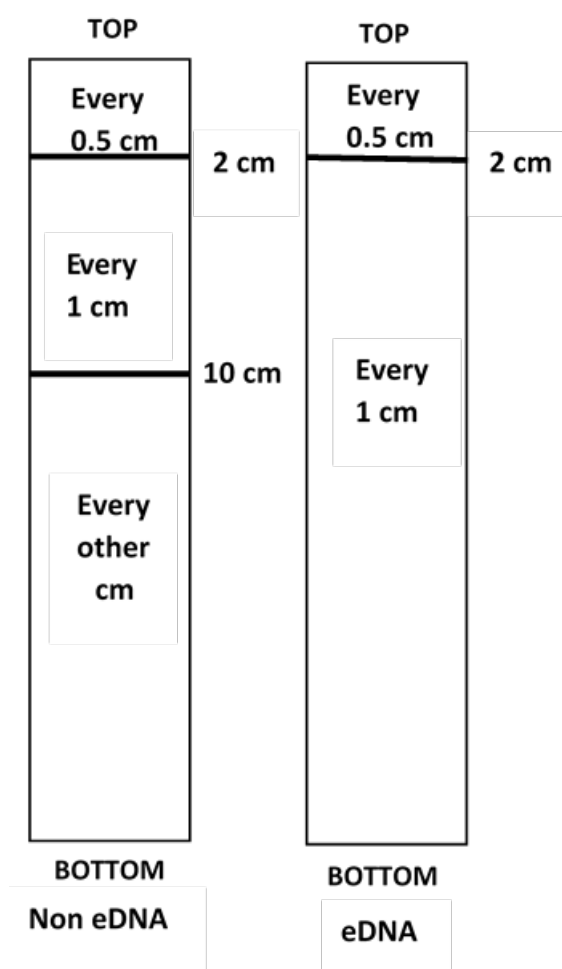 TOP
Every
0.5 cm
2 cm
Every
1 cm
10 cm
Every
other
cm
BOTTOM
Non eDNA
TOP
Every
0.5 cm
2 cm
Every
1 cm
BOTTOM
eDNA